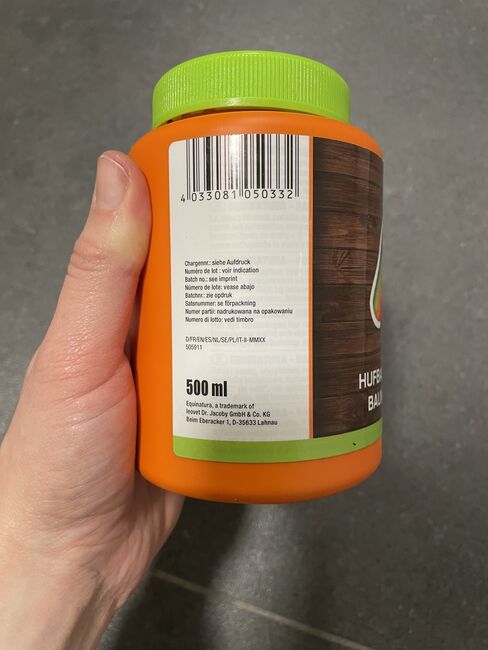 4 033081 050332
Chargennr.: siehe Aufdruck
Numéro de lot : voir indication
Batch no.: see imprint
Número de lote: vease abajo
Batchnr: zie opdruk
Satsnummer: se förpackning
Numer partii: nadrukowana na opakowaniu
Numero di lotto: vedi timbro
D/FR/EN/ES/NL/SE/PL/IT-II-MMXX
505911
500 ml
Equinatura, a trademark of
leovet Dr. Jacoby GmbH & Co. KG
Beim Eberacker 1, D-35633 Lahnau
HUFBA
BAU